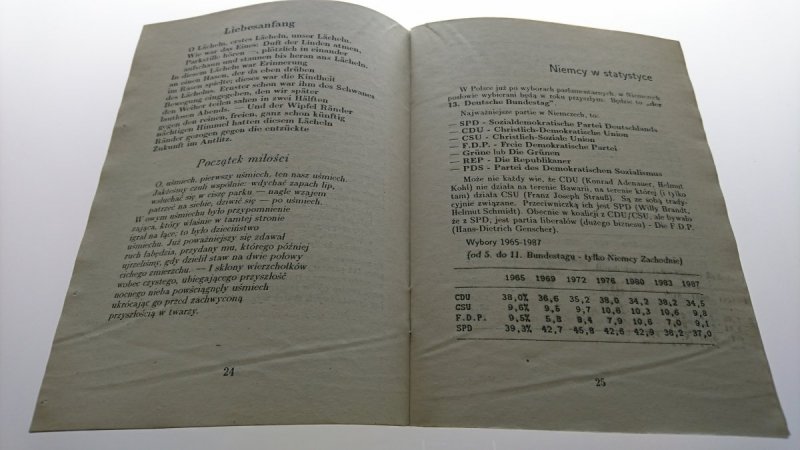 Liebesanfang
O Lächeln, erstes Lächeln, unser Lächeln.
Wie war das Eines: Duft der Linden atmen,
Parkstille hören —, plötzlich in einander
aufschaun und staunen bis heran ans Lächeln.
In diesem Lächeln war Erinnerung
an einen Hasen, der da eben drüben
im Rasen spielte; dieses war die Kindheit
des Lächelns. Ernster schon war ihm des Schwanes
Bewegung eingegeben, den wir später
den Weiher teilen sahen in zwei Hälften
lautlosen Abends. — Und der Wipfel Ränder
gegen den reinen, freien, ganz schon künftig
nächtigen Himmel hatten diesem Lächeln
Ränder gezogen gegen die entzückte
Zukunft im Antlitz.
Początek miłości
O, uśmiech, pierwszy uśmiech, ten nasz uśmiech.
Jakeśmy czuli wspólnie: wdychać zapach lip,
wsłuchać się w ciszę parku — nagle wzajem
patrzeć na siebie, dziwić się — po uśmiech.
W owym uśmiechu było przypomnienie
zająca, który właśnie w tamtej stronie
igrał na łące; to było dzieciństwo
uśmiechu. Już poważniejszy się zdawał
ruch łabędzia, przydany mu, którego później
ujrzeliśmy, gdy dzielił staw na dwie połowy
cichego zmierzchu. — I skłony wierzchołków
wobec czystego, ubiegającego przyszłość
nocnego nieba powściągnęły uśmiech
ukrócając go przed zachwyconą
przyszłością w twarzy.
24
Niemcy w statystyce
W Polsce już po wyborach parlamentarnych, w Niemczech
posłowie wybierani będą w roku przyszłym. Będzie to „der
13. Deutsche Bundestag".
Najważniejsze partie w Niemczech, to:
— SPD - Sozialdemokratische Partei Deutschlands
— CDU - Christlich-Demokratische Union
— CSU - Christlich-Soziale Union
— F.D.P. - Freie Demokratische Partei
— Grüne lub Die Grünen
— REP - Die Republikaner
— PDS - Partei des Demokratischen Sozialismus
Może nie każdy wie, że CDU (Konrad Adenauer, Helmut
Kohl) nie działa na terenie Bawarii, na terenie której (i tylko
tam) działa CSU (Franz Joseph Strauß). Są ze sobą trady-
cyjnie związane. Przeciwniczką ich jest SPD (Willy Brandt,
Helmut Schmidt). Obecnie w koalicji z CDU/CSU, ale bywało
z SPD, jest partia liberałów (dużego biznesu) - Die F.D.P.
(Hans-Dietrich Genscher).
Wybory 1965-1987
(od 5. do 11. Bundestagu - tylko Niemcy Zachodnie)
1965 1969 1972 1976 1980 1983 1987
CDU 38,0% 36,6 35,2 38,0 34,2 38,2 34,5
CSU 9,6% 9,5 9,7 10,6 10,3 10,6 9,8
F.D.P. 9,5% 5,8 8,4 7,9 10,6 7,0 9,1
SPD 39,3% 42,7 45,8 42,6 42,9 38,2 37,0
25